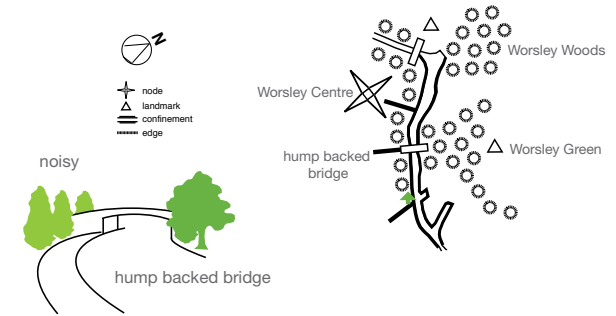 N
node
landmark
confinement
edge
noisy
hump backed bridge
Worsley Woods
Worsley Centre
hump backed
bridge
Worsley Green